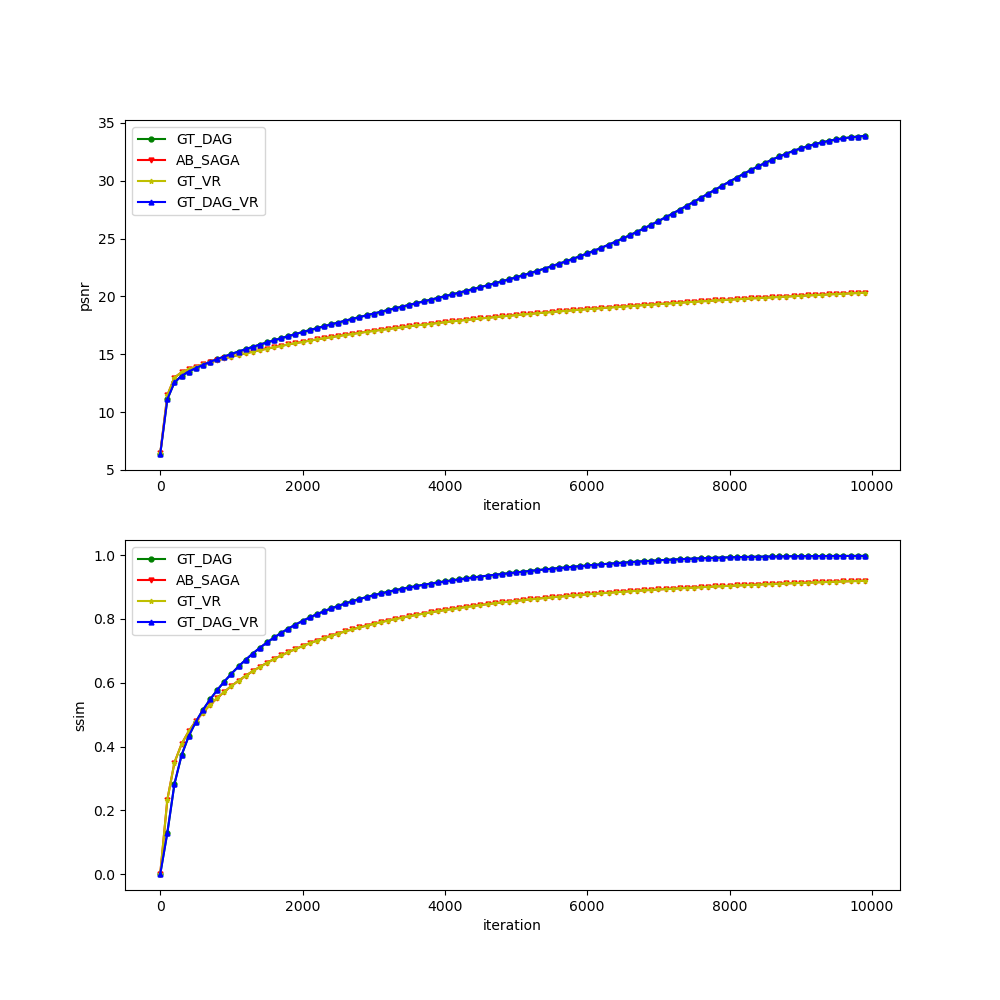 35
30
25
20
15
10
5
psnr
GT_DAG
AB_SAGA
GT_VR
GT_DAG_VR
0 2000 4000 6000 8000 10000
iteration
1.0
0.8
0.6
0.4
0.2
0.0
ssim
GT_DAG
AB_SAGA
GT_VR
GT_DAG_VR
0 2000 4000 6000 8000 10000
iteration